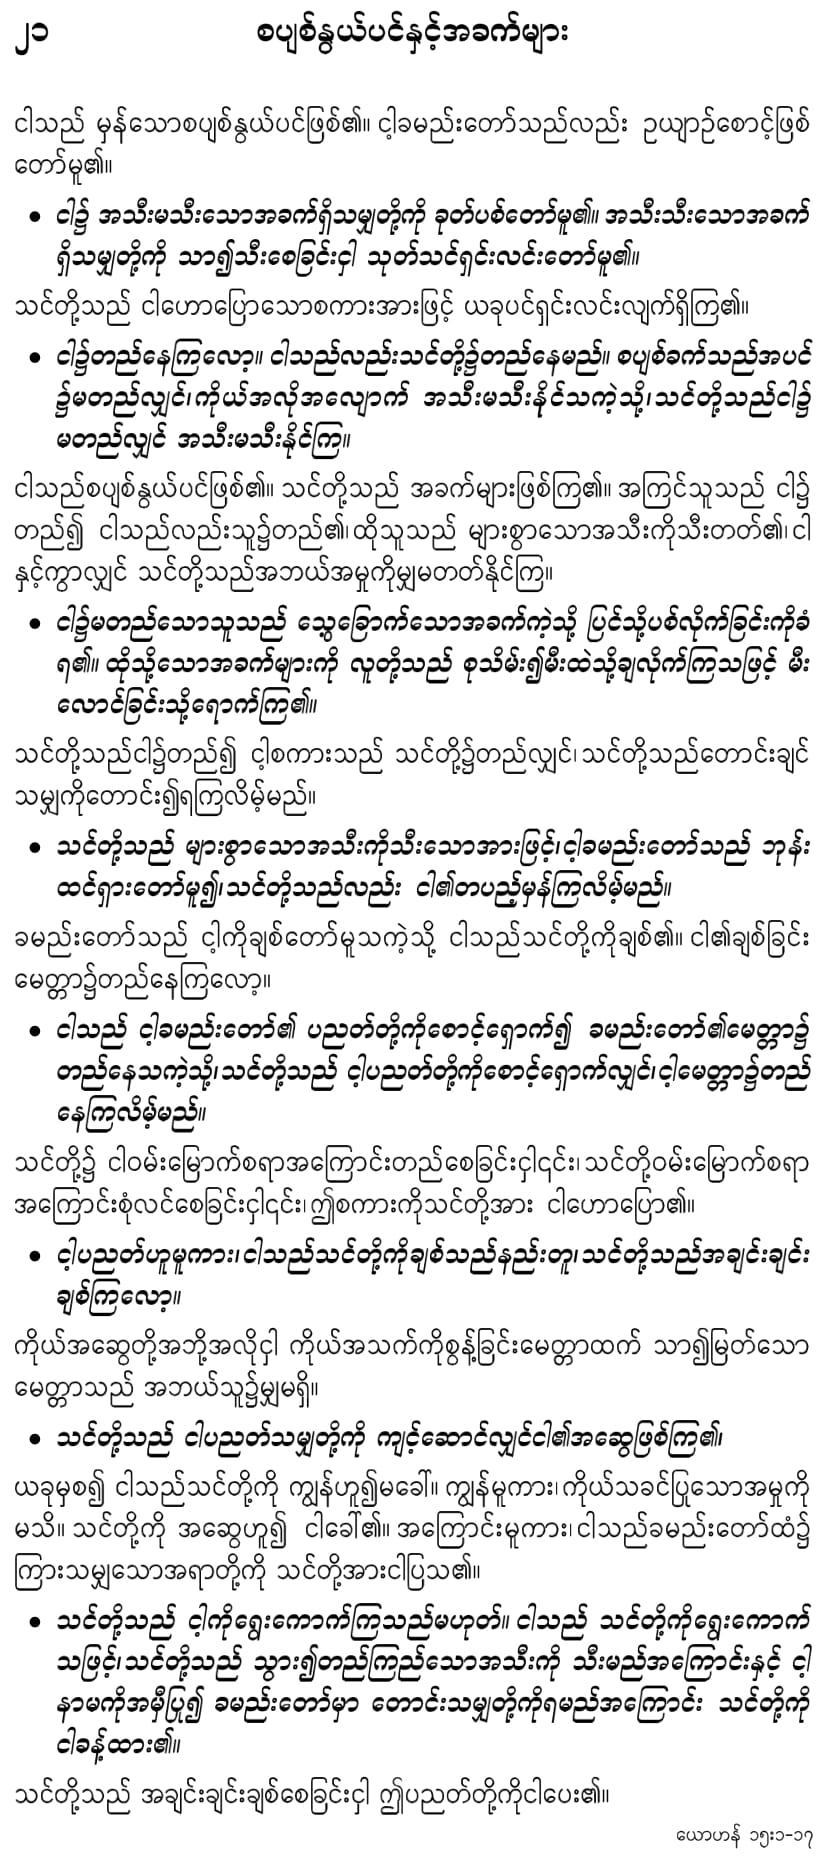 ၂၁ စပျစ်နွယ်ပင်နှင့်အခက်များ
ငါသည် မှန်သောစပျစ်နွယ်ပင်ဖြစ်၏။ ငါ့ခမည်းတော်သည်လည်း ဥယျာဉ်စောင့်ဖြစ်
တော်မူ၏။
• ငါ၌ အသီးမသီးသောအခက်ရှိသမျှတို့ကို ခုတ်ပစ်တော်မူ၏။ အသီးသီးသောအခက်
ရှိသမျှတို့ကို သာ၍သီးစေခြင်းငှါ သုတ်သင်ရှင်းလင်းတော်မူ၏။
သင်တို့သည် ငါဟောပြောသောစကားအားဖြင့် ယခုပင်ရှင်းလင်းလျက်ရှိကြ၏။
• ငါ၌တည်နေကြလော့။ ငါသည်လည်းသင်တို့၌တည်နေမည်။ စပျစ်ခက်သည်အပင်
၌မတည်လျှင်၊ ကိုယ်အလိုအလျောက် အသီးမသီးနိုင်သကဲ့သို့၊ သင်တို့သည်ငါ၌
မတည်လျှင် အသီးမသီးနိုင်ကြ။
ငါသည်စပျစ်နွယ်ပင်ဖြစ်၏။ သင်တို့သည် အခက်များဖြစ်ကြ၏။ အကြင်သူသည် ငါ၌
တည်၍ ငါသည်လည်းသူ၌တည်၏၊ ထိုသူသည် များစွာသောအသီးကိုသီးတတ်၏၊ ငါ
နှင့်ကွာလျှင် သင်တို့သည်အဘယ်အမှုကိုမျှမတတ်နိုင်ကြ။
• ငါ၌မတည်သောသူသည် သွေ့ခြောက်သောအခက်ကဲ့သို့ ပြင်သို့ပစ်လိုက်ခြင်းကိုခံ
ရ၏။ ထိုသို့သောအခက်များကို လူတို့သည် စုသိမ်း၍မီးထဲသို့ချလိုက်ကြသဖြင့် မီး
လောင်ခြင်းသို့ရောက်ကြ၏။
သင်တို့သည်ငါ၌တည်၍ ငါ့စကားသည် သင်တို့၌တည်လျှင်၊ သင်တို့သည်တောင်းချင်
သမျှကိုတောင်း၍ရကြလိမ့်မည်။
• သင်တို့သည် များစွာသောအသီးကိုသီးသောအားဖြင့်၊ ငါ့ခမည်းတော်သည် ဘုန်း
ထင်ရှားတော်မူ၍၊ သင်တို့သည်လည်း ငါ၏တပည့်မှန်ကြလိမ့်မည်။
ခမည်းတော်သည် ငါ့ကိုချစ်တော်မူသကဲ့သို့ ငါသည်သင်တို့ကိုချစ်၏။ ငါ၏ချစ်ခြင်း
မေတ္တာ၌တည်နေကြလော့။
• ငါသည် ငါ့ခမည်းတော်၏ ပညတ်တို့ကိုစောင့်ရှောက်၍ ခမည်းတော်၏မေတ္တာ၌
တည်နေသကဲ့သို့၊ သင်တို့သည် ငါ့ပညတ်တို့ကိုစောင့်ရှောက်လျှင်၊ ငါ့မေတ္တာ၌တည်
နေကြလိမ့်မည်။
သင်တို့၌ ငါဝမ်းမြောက်စရာအကြောင်းတည်စေခြင်းငှါ၎င်း၊ သင်တို့ဝမ်းမြောက်စရာ
အကြောင်းစုံလင်စေခြင်းငှါ၎င်း၊ ဤစကားကိုသင်တို့အား ငါဟောပြော၏။
• ငါ့ပညတ်ဟူမူကား၊ ငါသည်သင်တို့ကိုချစ်သည်နည်းတူ၊ သင်တို့သည်အချင်းချင်း
ချစ်ကြလော့။
ကိုယ်အဆွေတို့အဘို့အလိုငှါ ကိုယ်အသက်ကိုစွန့်ခြင်းမေတ္တာထက် သာ၍မြတ်သော
မေတ္တာသည် အဘယ်သူ၌မျှမရှိ။
• သင်တို့သည် ငါပညတ်သမျှတို့ကို ကျင့်ဆောင်လျှင်ငါ၏အဆွေဖြစ်ကြ၏၊
ယခုမှစ၍ ငါသည်သင်တို့ကို ကျွန်ဟူ၍မခေါ်။ ကျွန်မူကား၊ ကိုယ်သခင်ပြုသောအမှုကို
မသိ။ သင်တို့ကို အဆွေဟူ၍ ငါခေါ်၏။ အကြောင်းမူကား၊ ငါသည်ခမည်းတော်ထံ၌
ကြားသမျှသောအရာတို့ကို သင်တို့အားငါပြသ၏။
• သင်တို့သည် ငါ့ကိုရွေးကောက်ကြသည်မဟုတ်။ ငါသည် သင်တို့ကိုရွေးကောက်
သဖြင့်၊ သင်တို့သည် သွား၍တည်ကြည်သောအသီးကို သီးမည်အကြောင်းနှင့် ငါ့
နာမကိုအမှီပြု၍ ခမည်းတော်မှာ တောင်းသမျှတို့ကိုရမည်အကြောင်း သင်တို့ကို
ငါခန့်ထား၏။
သင်တို့သည် အချင်းချင်းချစ်စေခြင်းငှါ ဤပညတ်တို့ကိုငါပေး၏။
ယောဟန် ၁၅း၁-၁၇